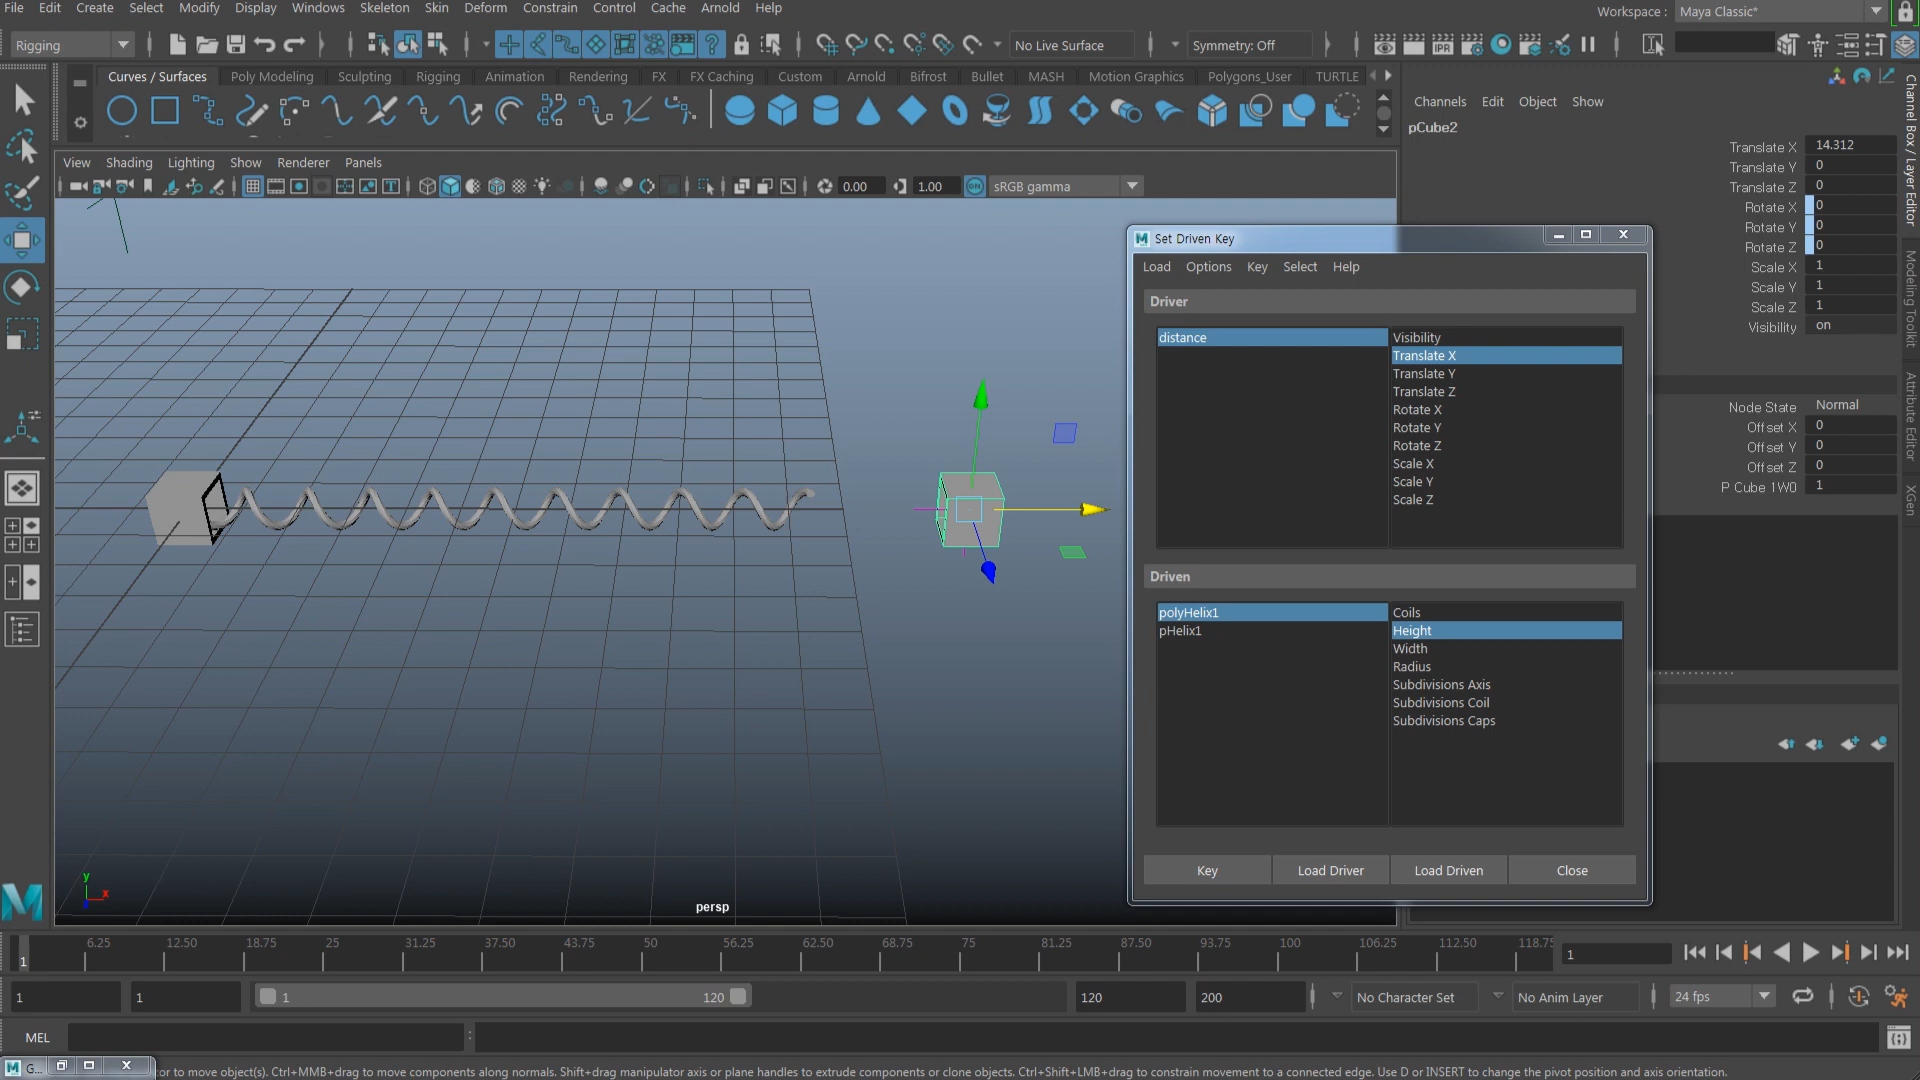 File Edit Create Select Modify Display Windows Skeleton Skin Deform Constrain Control Cache Arnold Help
Workspace : Maya Classic*
Rigging
No Live Surface
Symmetry: Off
IPR
Curves / Surfaces Poly Modeling Sculpting Rigging Animation Rendering FX FX Caching Custom Arnold Bifrost Bullet MASH Motion Graphics Polygons_User TURTLE
Channels Edit Object Show
pCube2
Translate X 14.312
Translate Y 0
Translate Z 0
Rotate X 0
Rotate Y 0
Rotate Z 0
Scale X 1
Scale Y 1
Scale Z 1
Visibility on
Node State Normal
Offset X 0
Offset Y 0
Offset Z 0
P Cube 1W0 1
Channel Box / Layer Editor
Modeling Toolkit
Attribute Editor
XGen
View Shading Lighting Show Renderer Panels
0.00
1.00
ON
sRGB gamma
Set Driven Key
Load Options Key Select Help
Driver
distance
Visibility
Translate X
Translate Y
Translate Z
Rotate X
Rotate Y
Rotate Z
Scale X
Scale Y
Scale Z
Driven
polyHelix1
pHelix1
Coils
Height
Width
Radius
Subdivisions Axis
Subdivisions Coil
Subdivisions Caps
Key Load Driver Load Driven Close
y
x
persp
6.25 12.50 18.75 25 31.25 37.50 43.75 50 56.25 62.50 68.75 75 81.25 87.50 93.75 100 106.25 112.50 118.75
1
1
1 1 1 120 120 200 No Character Set No Anim Layer 24 fps
MEL
G...
or to move object(s). Ctrl+MMB+drag to move components along normals. Shift+drag manipulator axis or plane handles to extrude components or clone objects. Ctrl+Shift+LMB+drag to constrain movement to a connected edge. Use D or INSERT to change the pivot position and axis orientation.